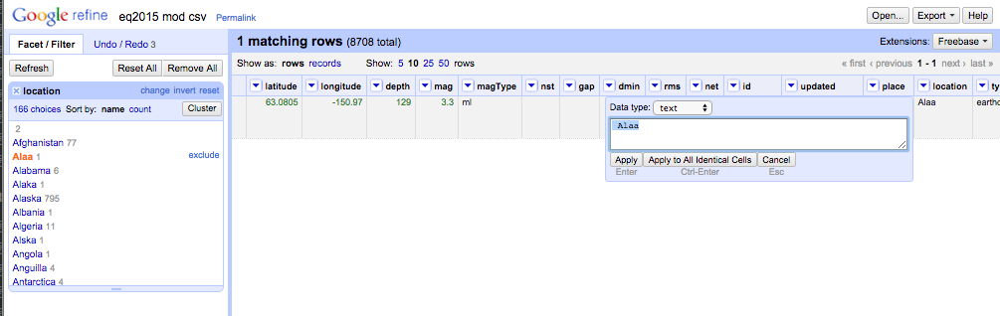 Google refine eq2015 mod csv Permalink Open... Export Help
Facet / Filter Undo / Redo 3
1 matching rows (8708 total) Extensions: Freebase
Refresh Reset All Remove All
Show as: rows records Show: 5 10 25 50 rows « first ‹ previous 1 - 1 next › last »
location change invert reset
166 choices Sort by: name count Cluster
2
Afghanistan 77
Alaa 1 exclude
Alabama 6
Alaka 1
Alaska 795
Albania 1
Algeria 11
Alska 1
Angola 1
Anguilla 4
Antarctica 4
latitude longitude depth mag magType nst gap dmin rms net id updated place location ty
63.0805 -150.97 129 3.3 ml Alaa earthq
Data type: text
Alaa
Apply Apply to All Identical Cells Cancel
Enter Ctrl-Enter Esc